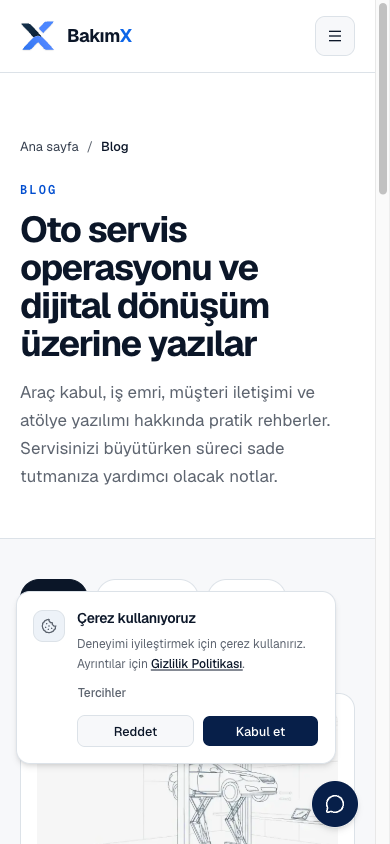 BakımX
Ana sayfa / Blog
BLOG
Oto servis
operasyonu ve
dijital dönüşüm
üzerine yazılar
Araç kabul, iş emri, müşteri iletişimi ve
atölye yazılımı hakkında pratik rehberler.
Servisinizi büyütürken süreci sade
tutmanıza yardımcı olacak notlar.
Çerez kullanıyoruz
Deneyimi iyileştirmek için çerez kullanırız.
Ayrıntılar için Gizlilik Politikası.
Tercihler
Reddet
Kabul et